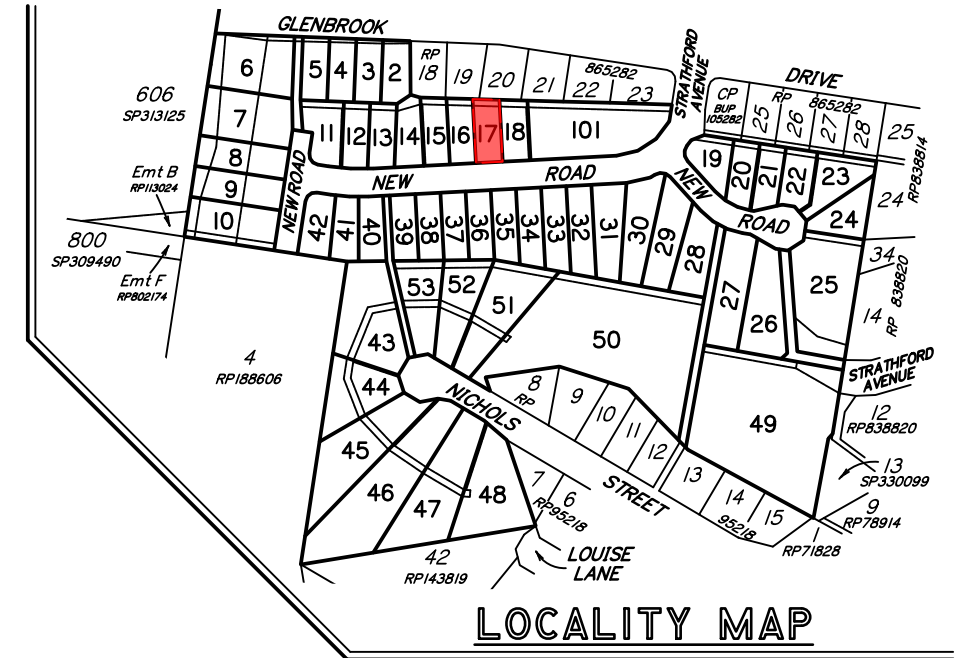 GLENBROOK
DRIVE
STRATHFORD
AVENUE
RP
18
19
20
21
865282
22
23
CP
BUP
105282
RP
865282
25
26
27
28
25
RP838814
24
6
7
8
9
10
5
4
3
2
606
SP313125
Emt B
RP113024
800
SP309490
Emt F
RP802174
11
12
13
14
15
16
17
18
101
NEW ROAD
NEW ROAD
NEW
ROAD
19
20
21
22
23
24
25
26
27
34
14
RP 838820
42
41
40
39
38
37
36
35
34
33
32
31
30
29
28
53
52
51
50
43
44
45
46
47
48
49
4
RP188606
NICHOLS
STREET
8
RP
9
10
11
12
13
14
15
95218
STRATHFORD
AVENUE
12
RP838820
13
SP330099
9
RP78914
1
RP71828
7
6
RP95218
42
RP143819
LOUISE
LANE
LOCALITY MAP